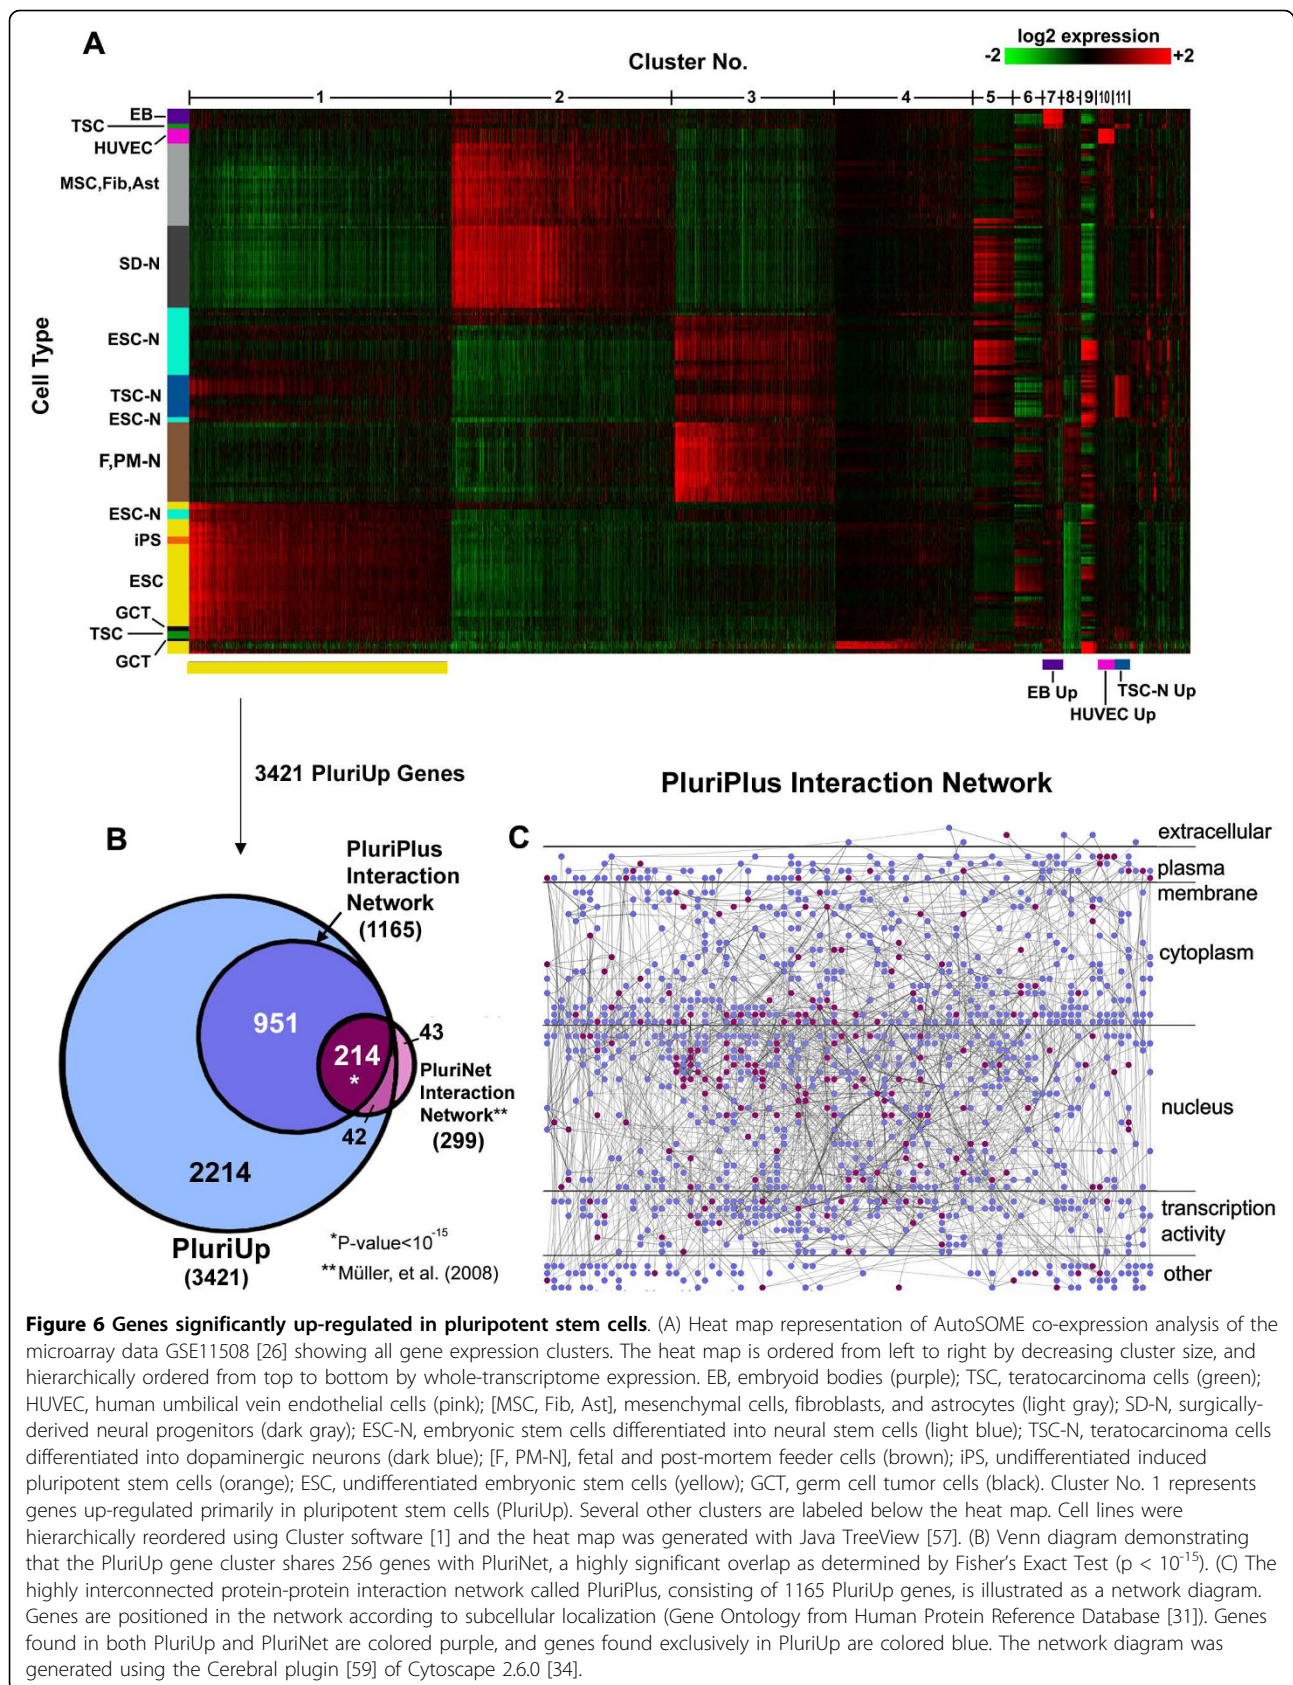 A
Cluster No.
log2 expression
-2 +2
1 2 3 4 5 6 7 8 9 10 11
Cell Type
EB
TSC
HUVEC
MSC,Fib,Ast
SD-N
ESC-N
TSC-N
ESC-N
F,PM-N
ESC-N
iPS
ESC
GCT
TSC
GCT
EB Up
HUVEC Up
TSC-N Up
3421 PluriUp Genes
B
PluriPlus
Interaction
Network
(1165)
951
214
*
43
42
PluriNet
Interaction
Network**
(299)
2214
PluriUp
(3421)
*P-value<10-15
**Müller, et al. (2008)
PluriPlus Interaction Network
C
extracellular
plasma
membrane
cytoplasm
nucleus
transcription
activity
other
Figure 6 Genes significantly up-regulated in pluripotent stem cells. (A) Heat map representation of AutoSOME co-expression analysis of the
microarray data GSE11508 [26] showing all gene expression clusters. The heat map is ordered from left to right by decreasing cluster size, and
hierarchically ordered from top to bottom by whole-transcriptome expression. EB, embryoid bodies (purple); TSC, teratocarcinoma cells (green);
HUVEC, human umbilical vein endothelial cells (pink); [MSC, Fib, Ast], mesenchymal cells, fibroblasts, and astrocytes (light gray); SD-N, surgically-
derived neural progenitors (dark gray); ESC-N, embryonic stem cells differentiated into neural stem cells (light blue); TSC-N, teratocarcinoma cells
differentiated into dopaminergic neurons (dark blue); [F, PM-N], fetal and post-mortem feeder cells (brown); iPS, undifferentiated induced
pluripotent stem cells (orange); ESC, undifferentiated embryonic stem cells (yellow); GCT, germ cell tumor cells (black). Cluster No. 1 represents
genes up-regulated primarily in pluripotent stem cells (PluriUp). Several other clusters are labeled below the heat map. Cell lines were
hierarchically reordered using Cluster software [1] and the heat map was generated with Java TreeView [57]. (B) Venn diagram demonstrating
that the PluriUp gene cluster shares 256 genes with PluriNet, a highly significant overlap as determined by Fisher's Exact Test (p < 10-15). (C) The
highly interconnected protein-protein interaction network called PluriPlus, consisting of 1165 PluriUp genes, is illustrated as a network diagram.
Genes are positioned in the network according to subcellular localization (Gene Ontology from Human Protein Reference Database [31]). Genes
found in both PluriUp and PluriNet are colored purple, and genes found exclusively in PluriUp are colored blue. The network diagram was
generated using the Cerebral plugin [59] of Cytoscape 2.6.0 [34].